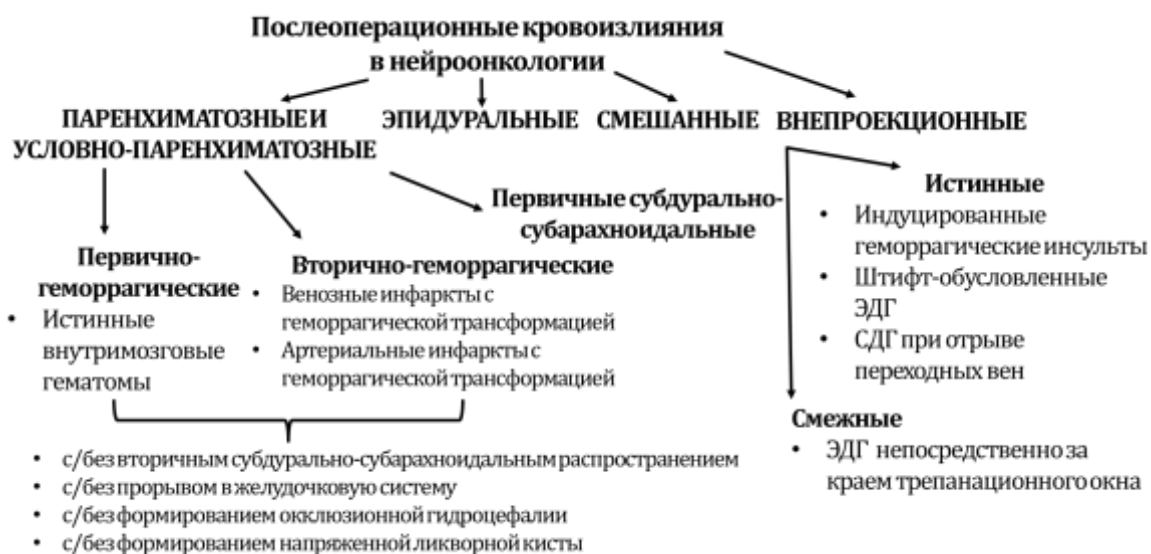 Послеоперационные кровоизлияния
в нейроонкологии
ПАРЕНХИМАТОЗНЫЕ И
УСЛОВНО-ПАРЕНХИМАТОЗНЫЕ
ЭПИДУРАЛЬНЫЕ
СМЕШАННЫЕ
ВНЕПРОЕКЦИОННЫЕ
Первично-
геморрагические
• Истинные
внутримозговые
гематомы
Вторично-геморрагические
• Венозные инфаркты с
геморрагической трансформацией
• Артериальные инфаркты с
геморрагической трансформацией
Первичные субдурально-
субарахноидальные
• с/без вторичным субдурально-субарахноидальным распространением
• с/без прорывом в желудочковую систему
• с/без формированием окклюзионной гидроцефалии
• с/без формированием напряженной ликворной кисты
Истинные
• Индуцированные
геморрагические инсульты
• Штифт-обусловленные
ЭДГ
• СДГ при отрыве
переходных вен
Смежные
• ЭДГ непосредственно за
краем трепанационного окна